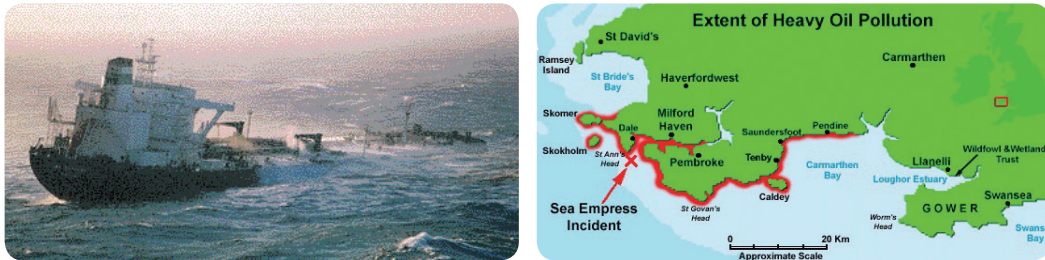 Extent of Heavy Oil Pollution
St David's
Ramsey
Island
St Bride's
Bay
Haverfordwest
Carmarthen
Skomer
Skokholm
Dale
Milford
Haven
St Ann's
Head
Pembroke
Saundersfoot
Pendine
Tenby
Carmarthen
Bay
Caldey
St Govan's
Head
Sea Empress
Incident
Wildfowl &Wetland
Trust
Llanelli
Loughor Estuary
Swansea
GOWER
Worm's
Head
Swans
Bay
0 20 Km
Approximate Scale